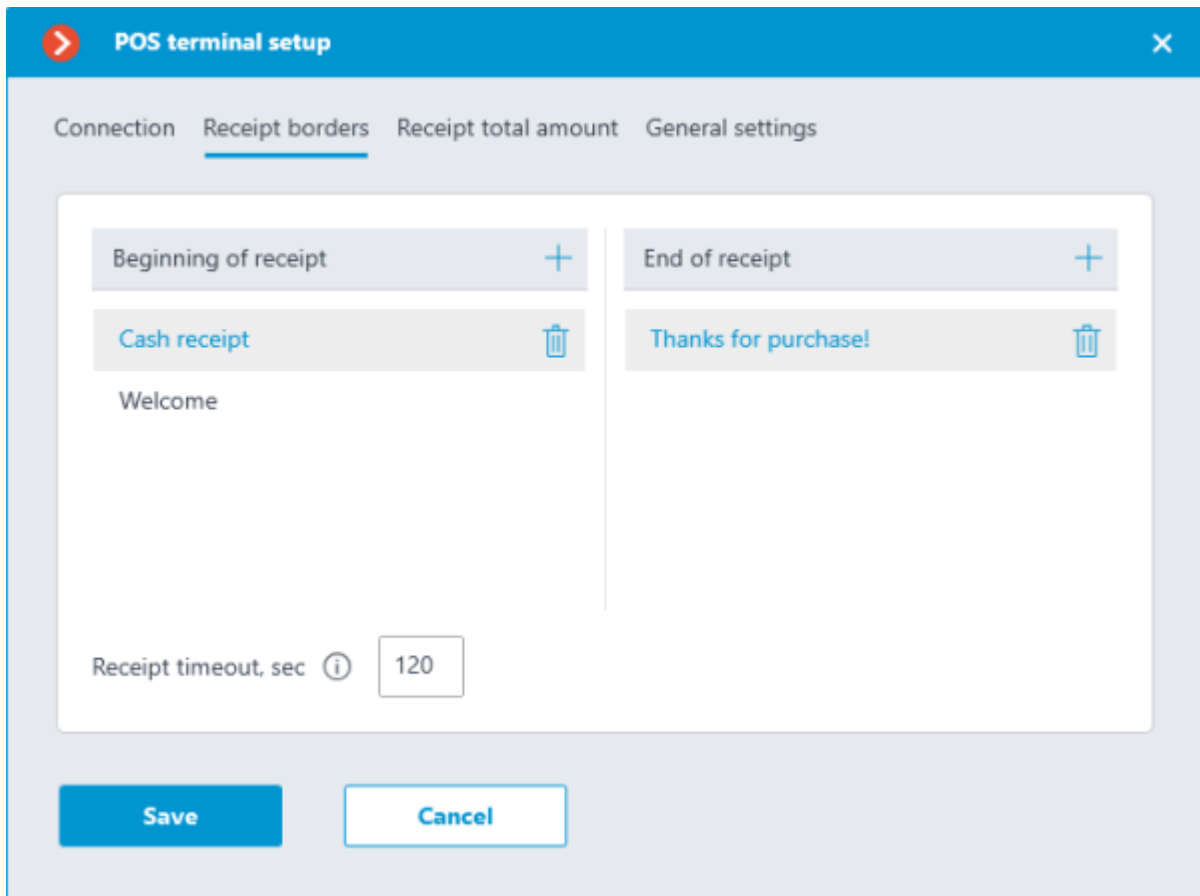 POS terminal setup
Connection Receipt borders Receipt total amount General settings
Beginning of receipt
Cash receipt
Welcome
End of receipt
Thanks for purchase!
Receipt timeout, sec 120
Save Cancel